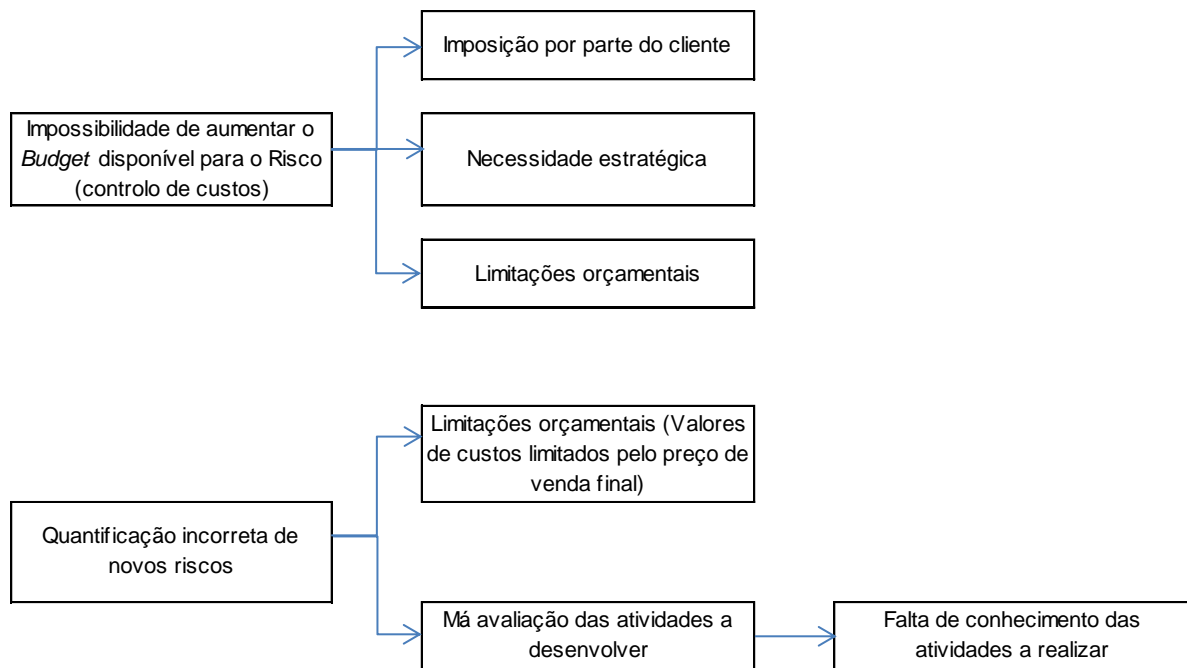 Imposição por parte do cliente
Impossibilidade de aumentar o
Budget disponível para o Risco
(controlo de custos)
Necessidade estratégica
Limitações orçamentais
Limitações orçamentais (Valores
de custos limitados pelo preço de
venda final)
Quantificação incorreta de
novos riscos
Má avaliação das atividades a
desenvolver
Falta de conhecimento das
atividades a realizar